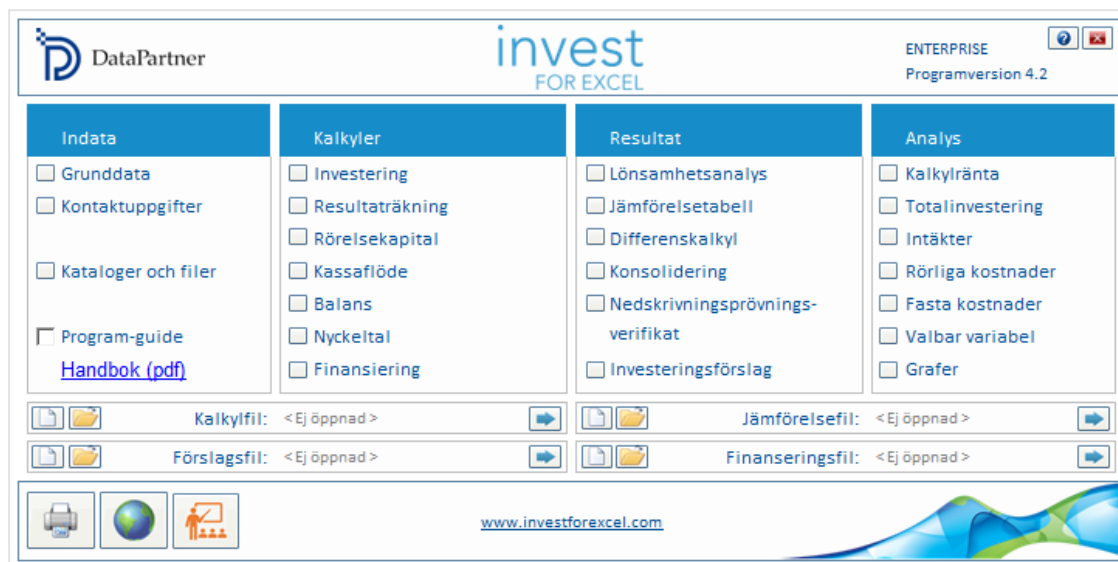 DataPartner
invest
FOR EXCEL
ENTERPRISE
Programversion 4.2
Indata
Grunddata
Kontaktuppgifter
Kataloger och filer
Program-guide
Handbok (pdf)
Kalkyler
Investering
Resultaträkning
Rörelsekapital
Kassaflöde
Balans
Nyckeltal
Finansiering
Resultat
Lönsamhetsanalys
Jämförelsetabell
Differenskalkyl
Konsolidering
Nedskrivningsprövnings-
verifikat
Investeringsförslag
Analys
Kalkylränta
Totalinvestering
Intäkter
Rörliga kostnader
Fasta kostnader
Valbar variabel
Grafer
Kalkylfil: <Ej öppnad>
Jämförelsefil: <Ej öppnad>
Förslagsfil: <Ej öppnad>
Finanseringsfil: <Ej öppnad>
www.investforexcel.com